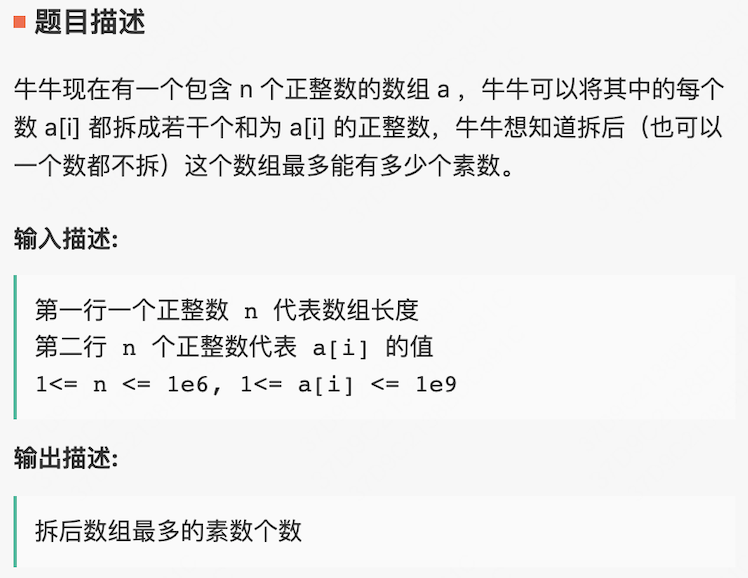 题目描述
牛牛现在有一个包含 n 个正整数的数组 a ，牛牛可以将其中的每个
数 a[i] 都拆成若干个和为 a[i] 的正整数，牛牛想知道拆后（也可以
一个数都不拆）这个数组最多能有多少个素数。
输入描述:
第一行一个正整数 n 代表数组长度
第二行 n 个正整数代表 a[i] 的值
1<= n <= 1e6, 1<= a[i] <= 1e9
输出描述:
拆后数组最多的素数个数